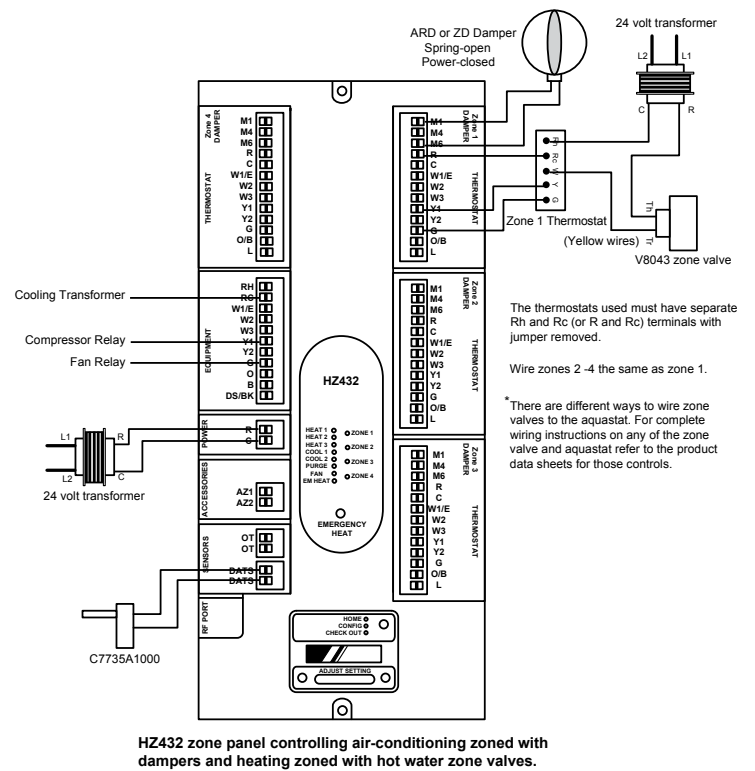 ARD or ZD Damper
Spring-open
Power-closed
24 volt transformer
L2
L1
C
R
Zone 4
DAMPER
THERMOSTAT
M1
M4
M6
R
C
W1/E
W2
W3
Y1
Y2
G
O/B
L
Zone 1
DAMPER
THERMOSTAT
M1
M4
M6
R
C
W1/E
W2
W3
Y1
Y2
G
O/B
L
Rh
Rc
W
Y
G
Zone 1 Thermostat
(Yellow wires)
Th
Tr
V8043 zone valve
Cooling Transformer
Compressor Relay
Fan Relay
EQUIPMENT
RH
RC
W1/E
W2
W3
Y1
Y2
G
O
B
DS/BK
Zone 2
DAMPER
THERMOSTAT
M1
M4
M6
R
C
W1/E
W2
W3
Y1
Y2
G
O/B
L
The thermostats used must have separate
Rh and Rc (or R and Rc) terminals with
jumper removed.
Wire zones 2 -4 the same as zone 1.
*There are different ways to wire zone
valves to the aquastat. For complete
wiring instructions on any of the zone
valve and aquastat refer to the product
data sheets for those controls.
HZ432
HEAT 1
HEAT 2
HEAT 3
COOL 1
COOL 2
PURGE
FAN
EM HEAT
ZONE 1
ZONE 2
ZONE 3
ZONE 4
EMERGENCY
HEAT
POWER
R
C
L1
L2
R
C
24 volt transformer
ACCESSORIES
AZ1
AZ2
SENSORS
OT
OT
DATS
DATS
RF PORT
C7735A1000
Zone 3
DAMPER
THERMOSTAT
M1
M4
M6
R
C
W1/E
W2
W3
Y1
Y2
G
O/B
L
HOME
CONFIG
CHECK OUT
ADJUST SETTING
HZ432 zone panel controlling air-conditioning zoned with
dampers and heating zoned with hot water zone valves.